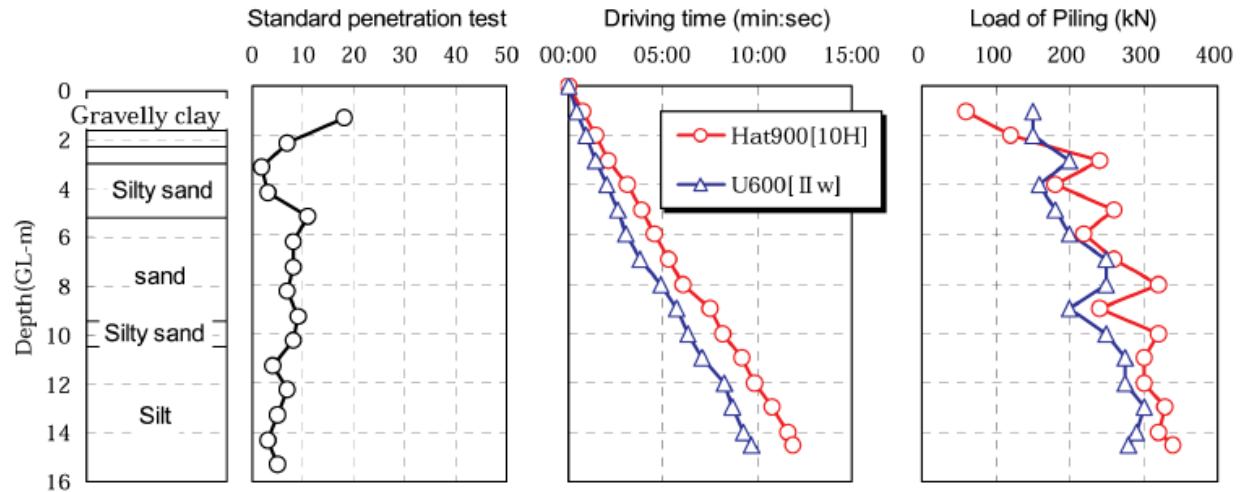 Standard penetration test
0 10 20 30 40 50
Driving time (min:sec)
00:00 05:00 10:00 15:00
Load of Piling (kN)
0 100 200 300 400
Depth(GL-m)
0
2
4
6
8
10
12
14
16
Gravelly clay
Silty sand
sand
Silty sand
Silt
Hat900[10H]
U600[Ⅱw]